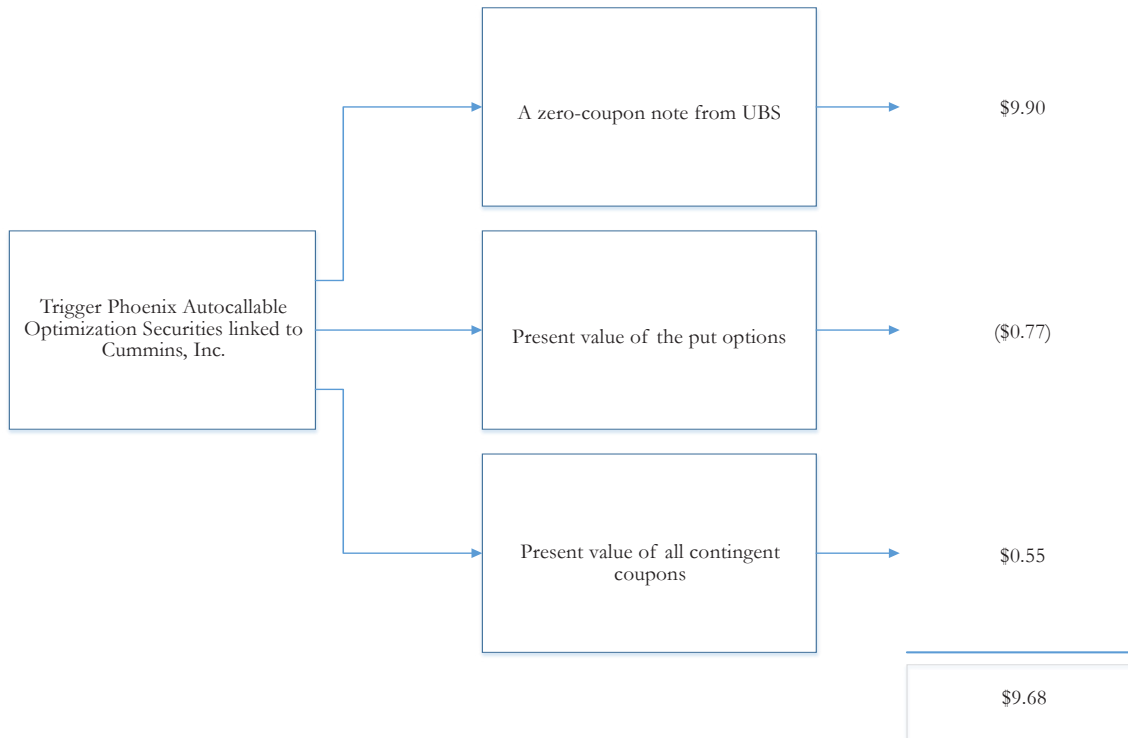 A zero-coupon note from UBS
$9.90
Trigger Phoenix Autocallable
Optimization Securities linked to
Cummins, Inc.
Present value of the put options
($0.77)
Present value of all contingent
coupons
$0.55
$9.68